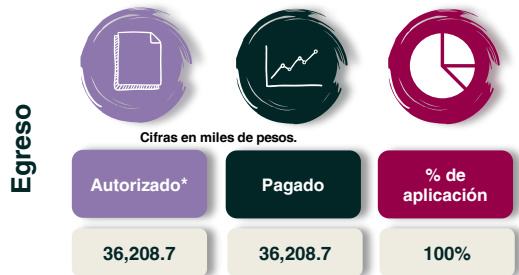 Egreso
Cifras en miles de pesos.
Autorizado*
Pagado
% de
aplicación
36,208.7
36,208.7
100%